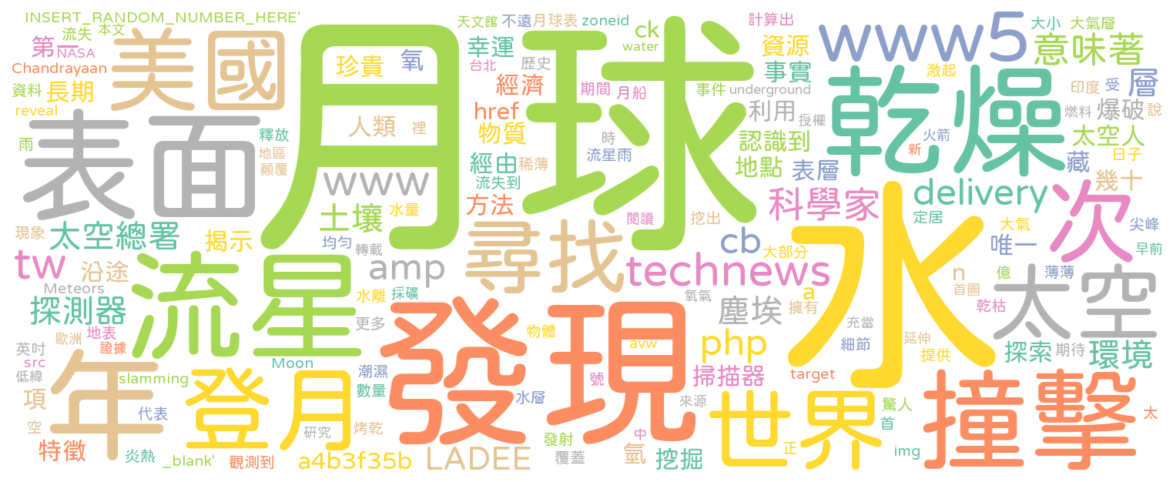 INSERT_RANDOM_NUMBER_HERE'
天文館 不遠 月球表 zoneid
計算出 大小 大氣層
流失 本文
第一 NASA
美國
月球
ck
water
www5
意味著
Chandrayaan
珍貴 氧
幸運 台北 歷史
資源
事實
激起
資料 長期
經濟
期間 月船
事件 underground
乾燥
印度 受 層
reveal
href
利用 授權
燃料 爆破 說
表面
釋放
人類 裡
物質
時
認識到
火箭 太空人
雨
地區
顛覆
經由 稀薄
流星雨
地點
表層
新 藏 日子
流失到
www
方法
閱讀 挖出
科學家
delivery
幾十
次
土壤 水量
定居
尖峰
現象 太空總署 揭示
均勻 轉載
尋找
cb
大部分
水
唯一 大氣 早前
tw 沿途
流星
amp
technews
n 億 薄薄
太空
Meteors
探測器
水離 採礦
氧氣
塵埃
a
擁有
首圖
乾枯
地表
更多
發現
充當
延伸
英吋 歐洲 證據
物體 avw
php
細節
提供
探索 期待 環境
src
低緯
年
Moon
slamming
登月
潮濕
數量
號
掃描器
target
撞擊
項
代表
水層
來源
世界
驚人
首
空
特徵
炎熱 _blank'
研究 烤乾
觀測到
a4b3f35b
LADEE
發射 中
覆蓋 氫 挖掘
正
img
太